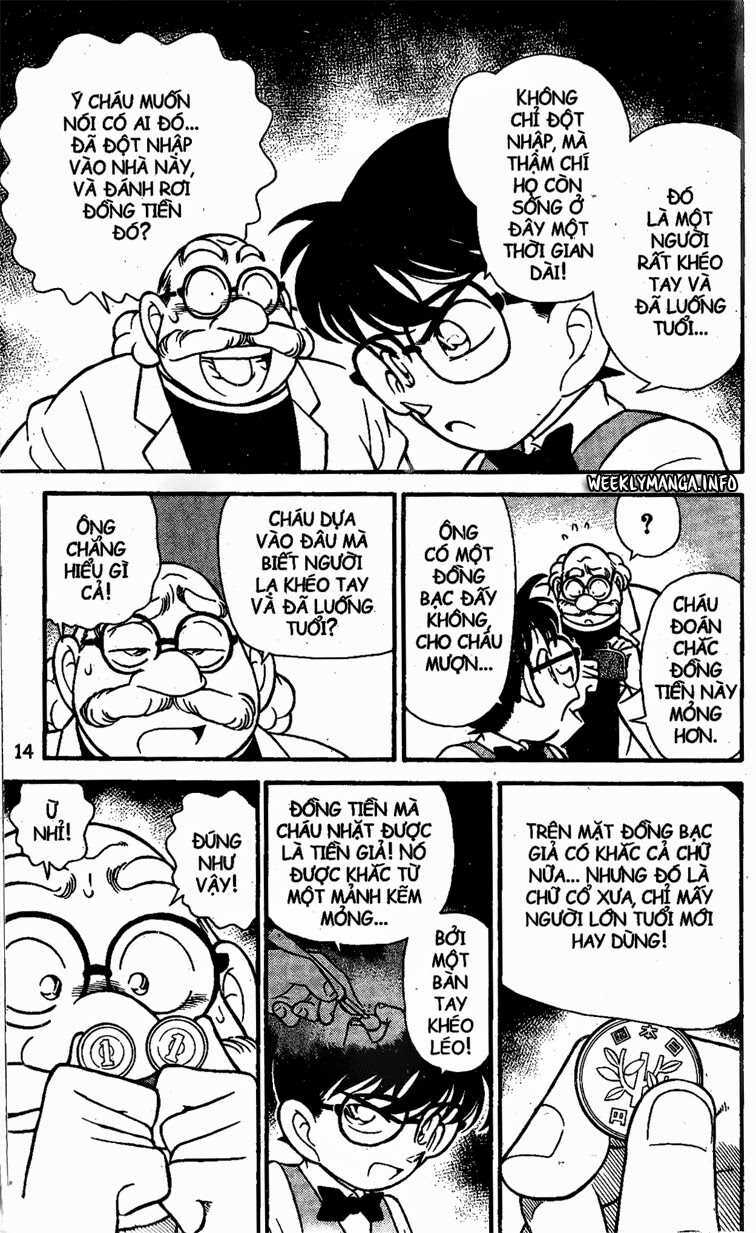 ĐÓ
LÀ MỘT
NGƯỜI
RẤT KHÉO
TAY VÀ
ĐÃ LUỐNG
TUỔI...
KHÔNG
CHỈ ĐỘT
NHẬP, MÀ
THẬM CHÍ
HỌ CÒN
SỐNG Ở
ĐÂY MỘT
THỜI GIAN
DÀI!
Ý CHÁU MUỐN
NÓI CÓ AI ĐÓ...
ĐÃ ĐỘT NHẬP
VÀO NHÀ NÀY,
VÀ ĐÁNH RƠI
ĐỒNG TIỀN
ĐÓ?
WEEKLYMANGA.INFO
ÔNG
CHẲNG
HIỂU GÌ
CẢ!
CHÁU DỰA
VÀO ĐÂU MÀ
BIẾT NGƯỜI
LẠ KHÉO TAY
VÀ ĐÃ LUỐNG
TUỔI?
ÔNG
CÓ MỘT
ĐỒNG
BẠC ĐẤY
KHÔNG,
CHO CHÁU
MƯỢN...
?
CHÁU
ĐOÁN
CHẮC
ĐỒNG
TIỀN NÀY
MỎNG
HƠN.
14
Ừ
NHỈ!
ĐÚNG
NHƯ
VẬY!
1
1
ĐỒNG TIỀN MÀ
CHÁU NHẶT ĐƯỢC
LÀ TIỀN GIẢ! NÓ
ĐƯỢC KHẮC TỪ
MỘT MẢNH KẼM
MỎNG...
BỞI
MỘT
BÀN
TAY
KHÉO
LÉO!
TRÊN MẶT ĐỒNG BẠC
GIẢ CÓ KHẮC CẢ CHỮ
NỮA... NHƯNG ĐÓ LÀ
CHỮ CỔ XƯA, CHỈ MẤY
NGƯỜI LỚN TUỔI MỚI
HAY DÙNG!
国本
円